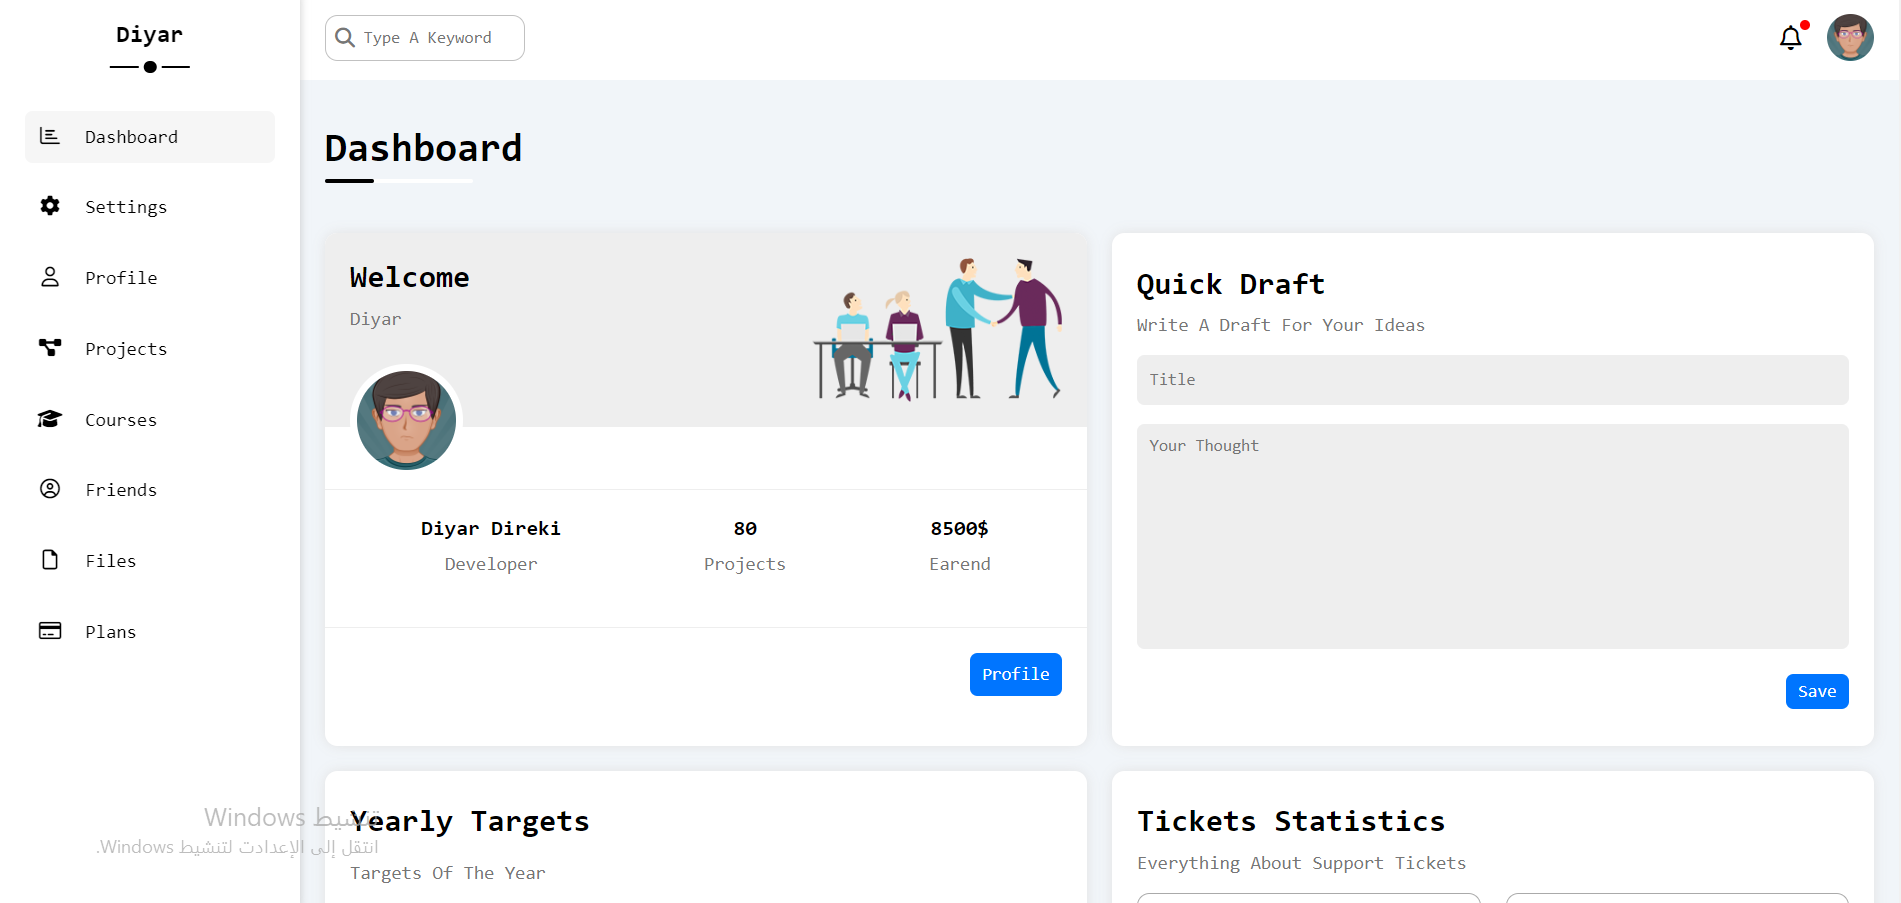 Diyar
Dashboard
Settings
Profile
Projects
Courses
Friends
Files
Plans
Type A Keyword
Dashboard
Welcome
Diyar
Diyar Direki
Developer
80
Projects
8500$
Earend
Profile
Quick Draft
Write A Draft For Your Ideas
Title
Your Thought
Save
Yearly Targets
Targets Of The Year
Tickets Statistics
Everything About Support Tickets
تنشيط Windows
انتقل إلى الإعدادت لتنشيط Windows.